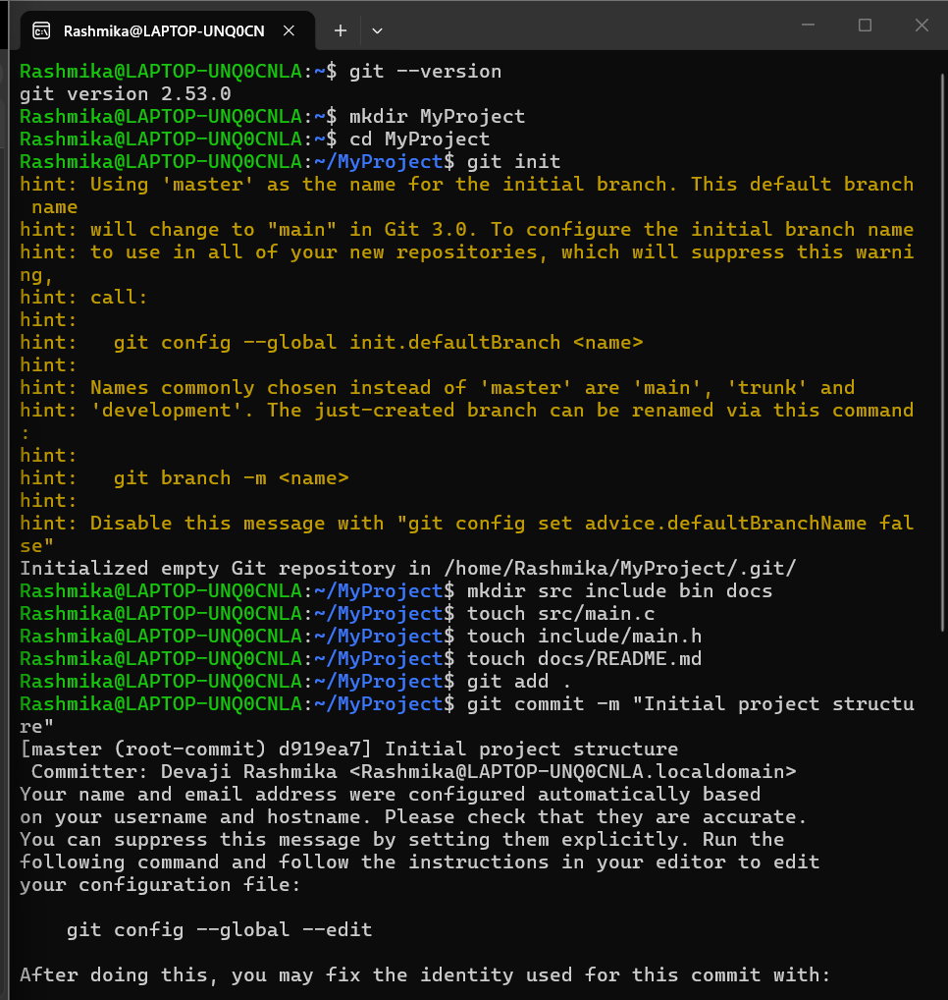 Rashmika@LAPTOP-UNQ0CN
Rashmika@LAPTOP-UNQ0CNLA:~$ git --version
git version 2.53.0
Rashmika@LAPTOP-UNQ0CNLA:~$ mkdir MyProject
Rashmika@LAPTOP-UNQ0CNLA:~$ cd MyProject
Rashmika@LAPTOP-UNQ0CNLA:~/MyProject$ git init
hint: Using 'master' as the name for the initial branch. This default branch
 name
hint: will change to "main" in Git 3.0. To configure the initial branch name
hint: to use in all of your new repositories, which will suppress this warni
ng,
hint: call:
hint:
hint:   git config --global init.defaultBranch <name>
hint:
hint: Names commonly chosen instead of 'master' are 'main', 'trunk' and
hint: 'development'. The just-created branch can be renamed via this command
:
hint:
hint:   git branch -m <name>
hint:
hint: Disable this message with "git config set advice.defaultBranchName fal
se"
Initialized empty Git repository in /home/Rashmika/MyProject/.git/
Rashmika@LAPTOP-UNQ0CNLA:~/MyProject$ mkdir src include bin docs
Rashmika@LAPTOP-UNQ0CNLA:~/MyProject$ touch src/main.c
Rashmika@LAPTOP-UNQ0CNLA:~/MyProject$ touch include/main.h
Rashmika@LAPTOP-UNQ0CNLA:~/MyProject$ touch docs/README.md
Rashmika@LAPTOP-UNQ0CNLA:~/MyProject$ git add .
Rashmika@LAPTOP-UNQ0CNLA:~/MyProject$ git commit -m "Initial project structu
re"
[master (root-commit) d919ea7] Initial project structure
 Committer: Devaji Rashmika <Rashmika@LAPTOP-UNQ0CNLA.localdomain>
Your name and email address were configured automatically based
on your username and hostname. Please check that they are accurate.
You can suppress this message by setting them explicitly. Run the
following command and follow the instructions in your editor to edit
your configuration file:

    git config --global --edit

After doing this, you may fix the identity used for this commit with: